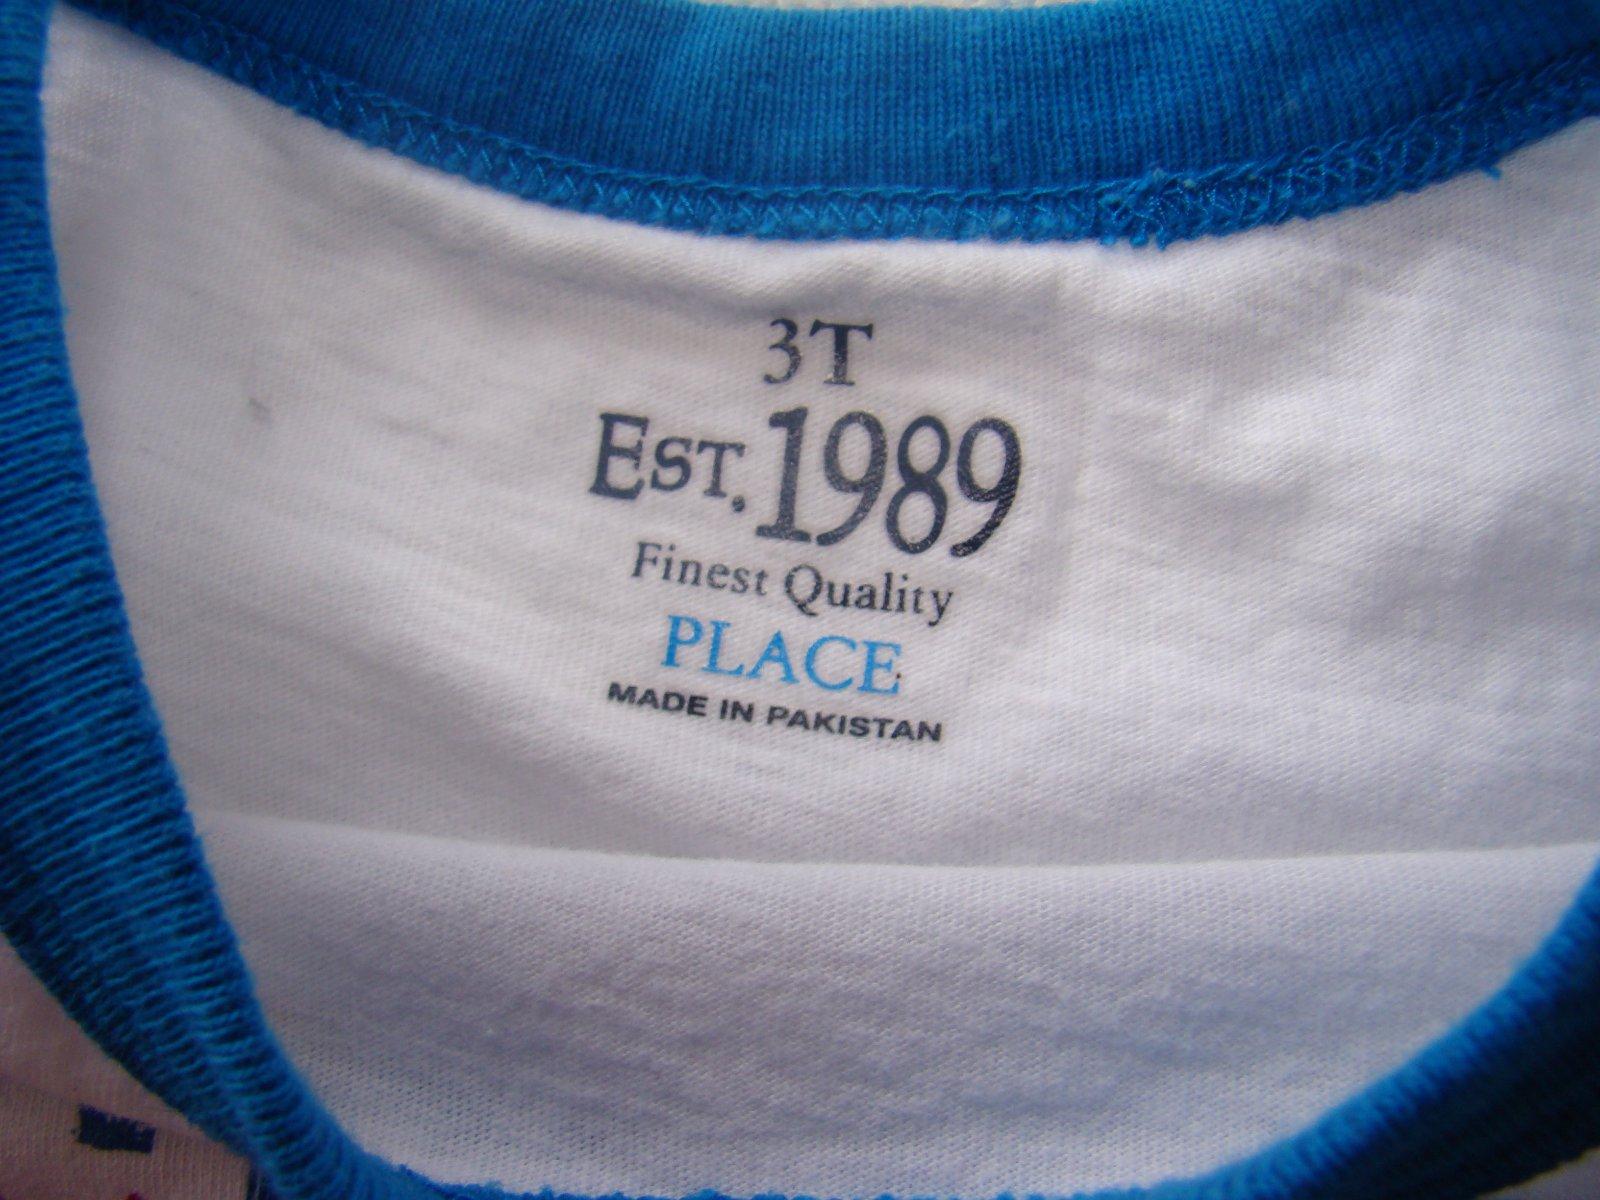 3T
EST. 1989
Finest Quality
PLACE
MADE IN PAKISTAN